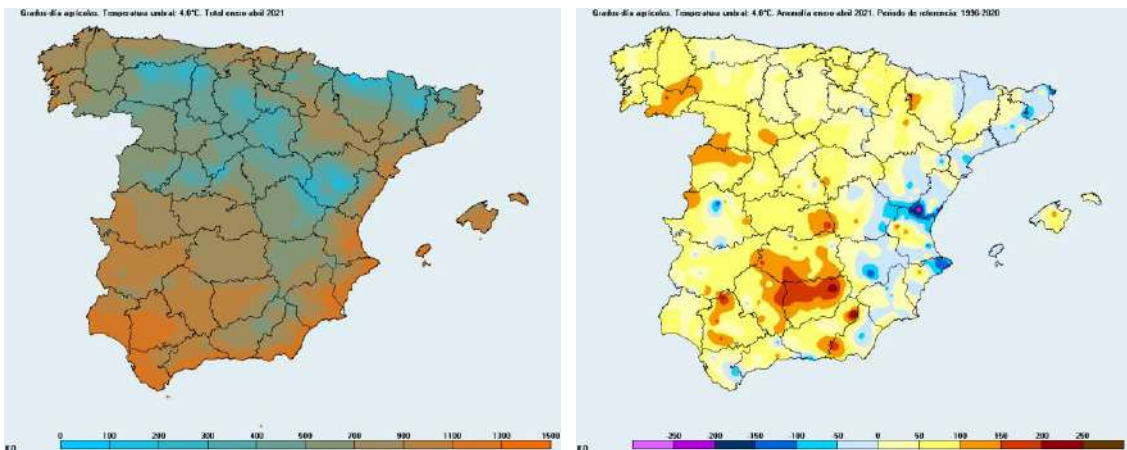 Grados-día agrícolas. Temperatura umbral: 4.0°C. Total enero-abril 2021
0 100 200 300 400 500 700 900 1100 1300 1500
Grados-día agrícolas. Temperatura umbral: 4.0°C. Anomalía enero-abril 2021. Periodo de referencia: 1996-2020
-250 -200 -150 -100 -50 0 50 100 150 200 250